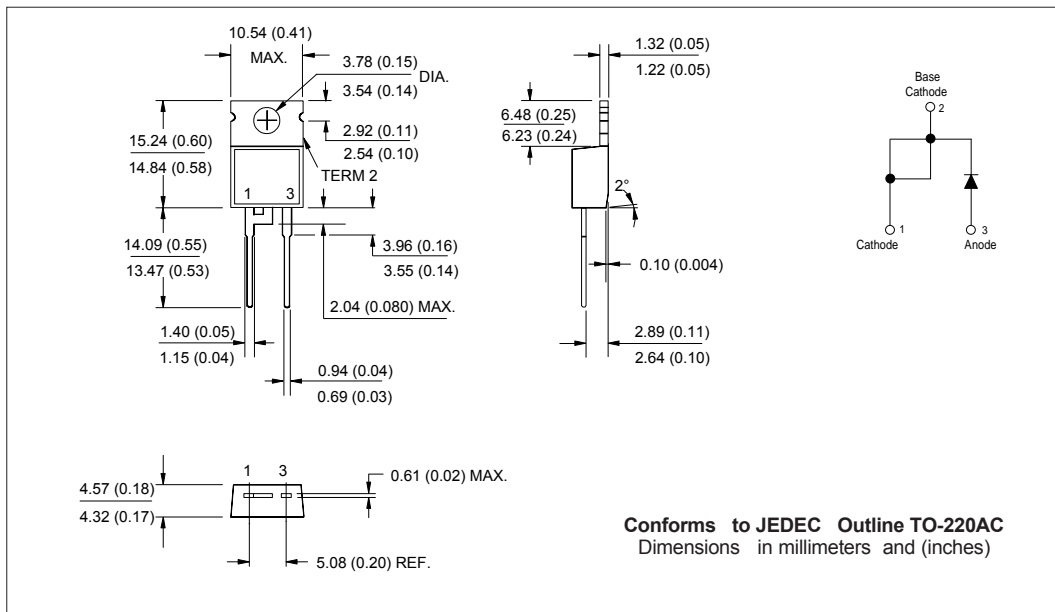 10.54 (0.41)
MAX.
3.78 (0.15)
3.54 (0.14)
DIA.
2.92 (0.11)
2.54 (0.10)
TERM 2
15.24 (0.60)
14.84 (0.58)
1 3
14.09 (0.55)
13.47 (0.53)
3.96 (0.16)
3.55 (0.14)
2.04 (0.080) MAX.
1.40 (0.05)
1.15 (0.04)
0.94 (0.04)
0.69 (0.03)
1.32 (0.05)
1.22 (0.05)
6.48 (0.25)
6.23 (0.24)
2°
0.10 (0.004)
2.89 (0.11)
2.64 (0.10)
Base
Cathode
2
1
3
Cathode
Anode
1 3
4.57 (0.18)
4.32 (0.17)
0.61 (0.02) MAX.
5.08 (0.20) REF.
Conforms to JEDEC Outline TO-220AC
Dimensions in millimeters and (inches)